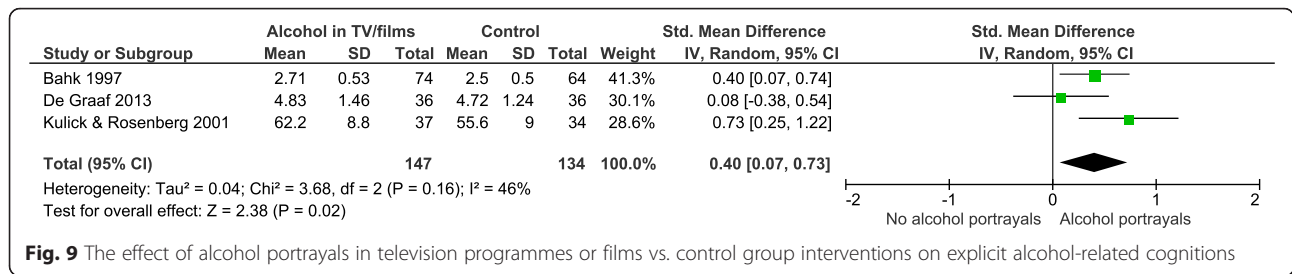 Alcohol in TV/films Control Std. Mean Difference Std. Mean Difference
Study or Subgroup Mean SD Total Mean SD Total Weight IV, Random, 95% CI IV, Random, 95% CI
Bahk 1997 2.71 0.53 74 2.5 0.5 64 41.3% 0.40 [0.07, 0.74]
De Graaf 2013 4.83 1.46 36 4.72 1.24 36 30.1% 0.08 [-0.38, 0.54]
Kulick & Rosenberg 2001 62.2 8.8 37 55.6 9 34 28.6% 0.73 [0.25, 1.22]
Total (95% CI) 147 134 100.0% 0.40 [0.07, 0.73]
Heterogeneity: Tau² = 0.04; Chi² = 3.68, df = 2 (P = 0.16); I² = 46%
Test for overall effect: Z = 2.38 (P = 0.02)
-2 -1 0 1 2
No alcohol portrayals Alcohol portrayals
Fig. 9 The effect of alcohol portrayals in television programmes or films vs. control group interventions on explicit alcohol-related cognitions